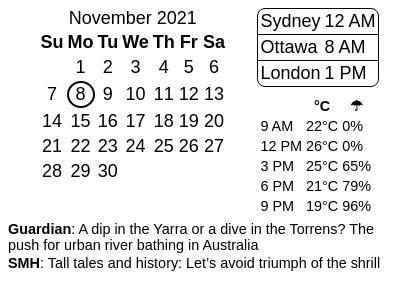 November 2021
Su Mo Tu We Th Fr Sa
1 2 3 4 5 6
7 8 9 10 11 12 13
14 15 16 17 18 19 20
21 22 23 24 25 26 27
28 29 30
Sydney 12 AM
Ottawa 8 AM
London 1 PM
°C ☂
9 AM 22°C 0%
12 PM 26°C 0%
3 PM 25°C 65%
6 PM 21°C 79%
9 PM 19°C 96%
Guardian: A dip in the Yarra or a dive in the Torrens? The
push for urban river bathing in Australia
SMH: Tall tales and history: Let’s avoid triumph of the shrill